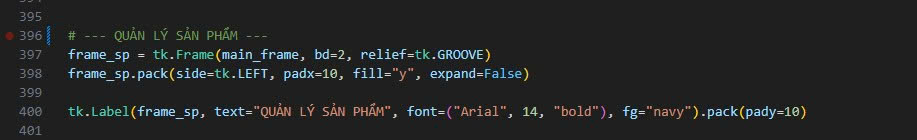 395
396 # --- QUẢN LÝ SẢN PHẨM ---
397 frame_sp = tk.Frame(main_frame, bd=2, relief=tk.GROOVE)
398 frame_sp.pack(side=tk.LEFT, padx=10, fill="y", expand=False)
399
400 tk.Label(frame_sp, text="QUẢN LÝ SẢN PHẨM", font=("Arial", 14, "bold"), fg="navy").pack(pady=10)
401